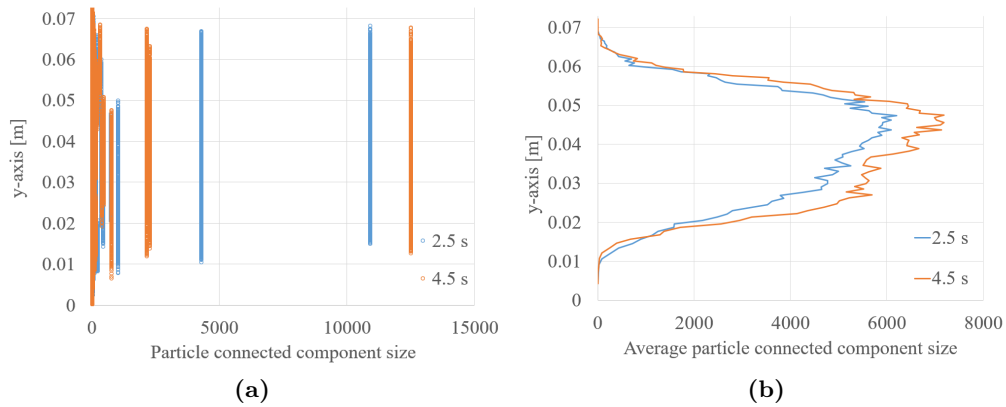 0.07
0.06
0.05
0.04
0.03
0.02
0.01
0
y-axis [m]
2.5 s
4.5 s
0 5000 10000 15000
Particle connected component size
(a)
0.07
0.06
0.05
0.04
0.03
0.02
0.01
0
y-axis [m]
2.5 s
4.5 s
0 2000 4000 6000 8000
Average particle connected component size
(b)